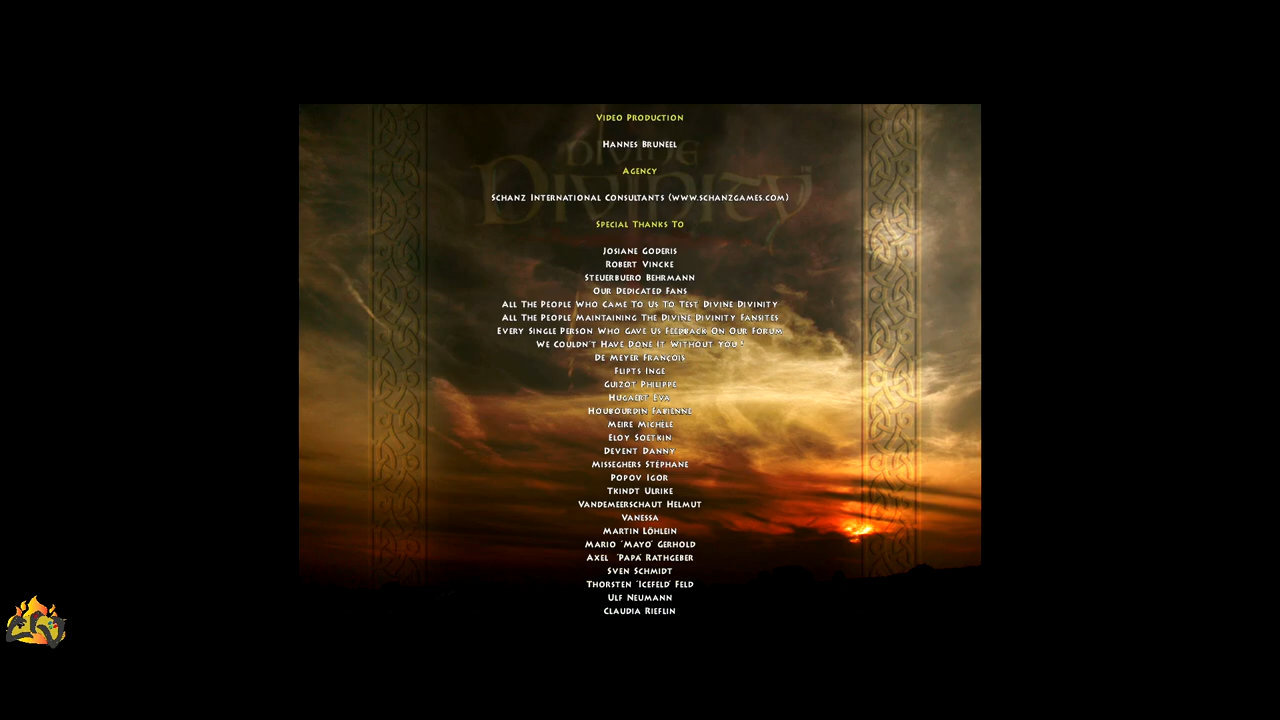 Divine
Divinity
Video Production
Hannes Bruneel
Agency
Schanz International Consultants (www.schanzgames.com)
Special Thanks To
Josiane Goderis
Robert Vincke
Steuerbuero Behrmann
Our Dedicated Fans
All The People Who Came To Us To Test Divine Divinity
All The People Maintaining The Divine Divinity Fansites
Every Single Person Who Gave Us Feedback On Our Forum
We Couldn't Have Done It Without You !
De Meyer François
Flipts Inge
Guizot Philippe
Hugaert Eva
Houbourdin Fabienne
Meire Michèle
Eloy Soetkin
Devent Danny
Misseghers Stéphane
Popov Igor
Tkindt Ulrike
Vandemeerschaut Helmut
Vanessa
Martin Löhlein
Mario 'Mayo' Gerhold
Axel 'Papa' Rathgeber
Sven Schmidt
Thorsten 'Icefeld' Feld
Ulf Neumann
Claudia Rieflin